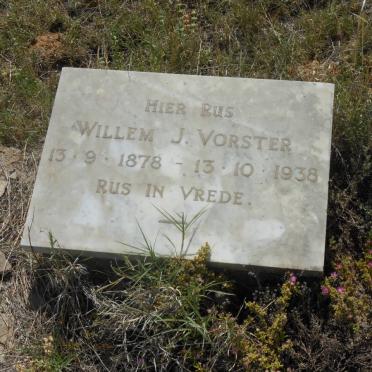 HIER RUS
WILLEM J. VORSTER
13·9·1878 - 13·10·1938
RUS IN VREDE.